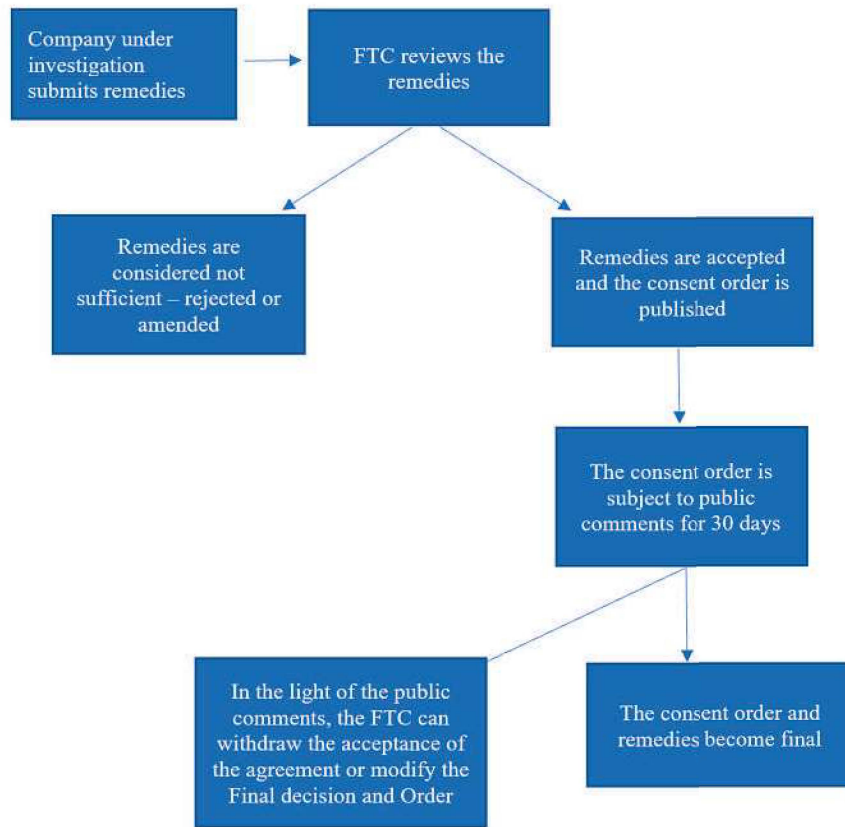 Company under
investigation
submits remedies
FTC reviews the
remedies
Remedies are
considered not
sufficient – rejected or
amended
Remedies are accepted
and the consent order is
published
The consent order is
subject to public
comments for 30 days
In the light of the public
comments, the FTC can
withdraw the acceptance of
the agreement or modify the
Final decision and Order
The consent order and
remedies become final